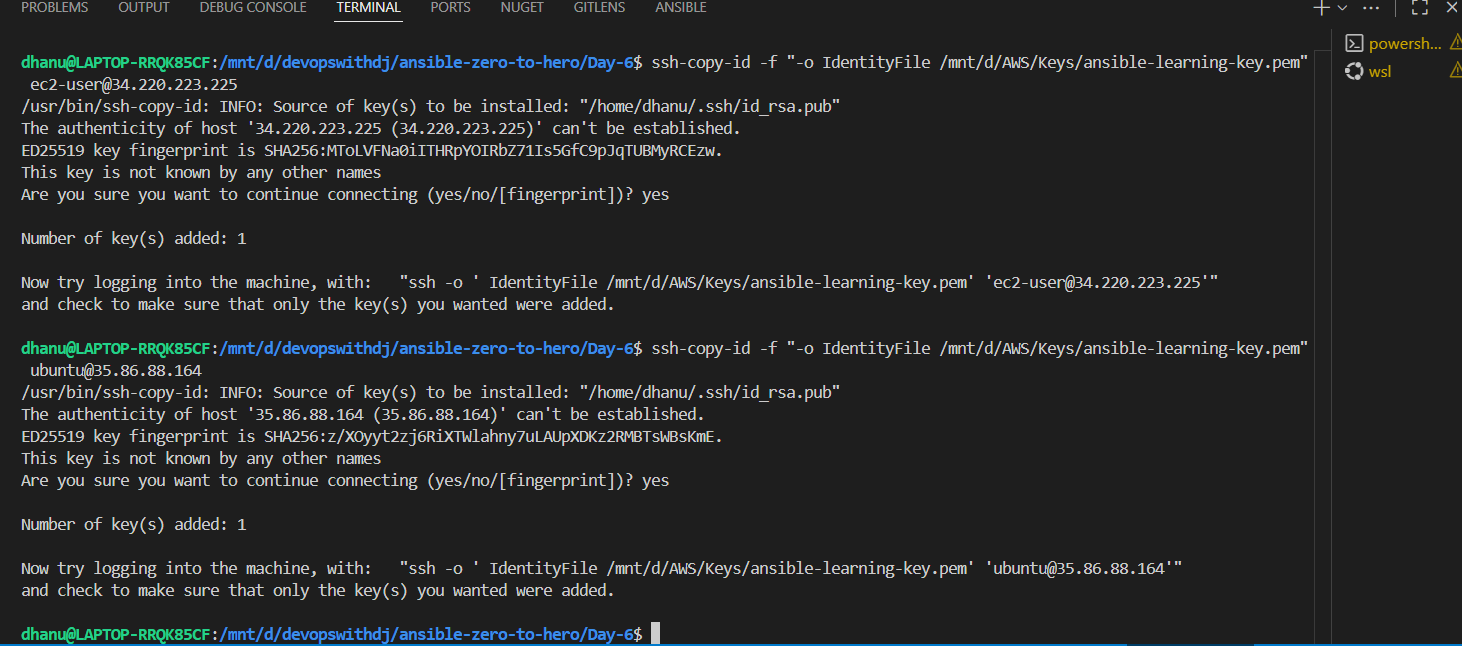 PROBLEMS OUTPUT DEBUG CONSOLE TERMINAL PORTS NUGET GITLENS ANSIBLE
powersh...
wsl
dhanu@LAPTOP-RRQK85CF:/mnt/d/devopswithdj/ansible-zero-to-hero/Day-6$ ssh-copy-id -f "-o IdentityFile /mnt/d/AWS/Keys/ansible-learning-key.pem"
ec2-user@34.220.223.225
/usr/bin/ssh-copy-id: INFO: Source of key(s) to be installed: "/home/dhanu/.ssh/id_rsa.pub"
The authenticity of host '34.220.223.225 (34.220.223.225)' can't be established.
ED25519 key fingerprint is SHA256:MToLVFNa0iITHRpYOIRbZ71Is5GfC9pJqTUBMyRCEzw.
This key is not known by any other names
Are you sure you want to continue connecting (yes/no/[fingerprint])? yes
Number of key(s) added: 1
Now try logging into the machine, with: "ssh -o ' IdentityFile /mnt/d/AWS/Keys/ansible-learning-key.pem' 'ec2-user@34.220.223.225'"
and check to make sure that only the key(s) you wanted were added.
dhanu@LAPTOP-RRQK85CF:/mnt/d/devopswithdj/ansible-zero-to-hero/Day-6$ ssh-copy-id -f "-o IdentityFile /mnt/d/AWS/Keys/ansible-learning-key.pem"
ubuntu@35.86.88.164
/usr/bin/ssh-copy-id: INFO: Source of key(s) to be installed: "/home/dhanu/.ssh/id_rsa.pub"
The authenticity of host '35.86.88.164 (35.86.88.164)' can't be established.
ED25519 key fingerprint is SHA256:z/XOyyt2zj6RiXTWlahny7uLAUpXDKz2RMBTsWBsKmE.
This key is not known by any other names
Are you sure you want to continue connecting (yes/no/[fingerprint])? yes
Number of key(s) added: 1
Now try logging into the machine, with: "ssh -o ' IdentityFile /mnt/d/AWS/Keys/ansible-learning-key.pem' 'ubuntu@35.86.88.164'"
and check to make sure that only the key(s) you wanted were added.
dhanu@LAPTOP-RRQK85CF:/mnt/d/devopswithdj/ansible-zero-to-hero/Day-6$